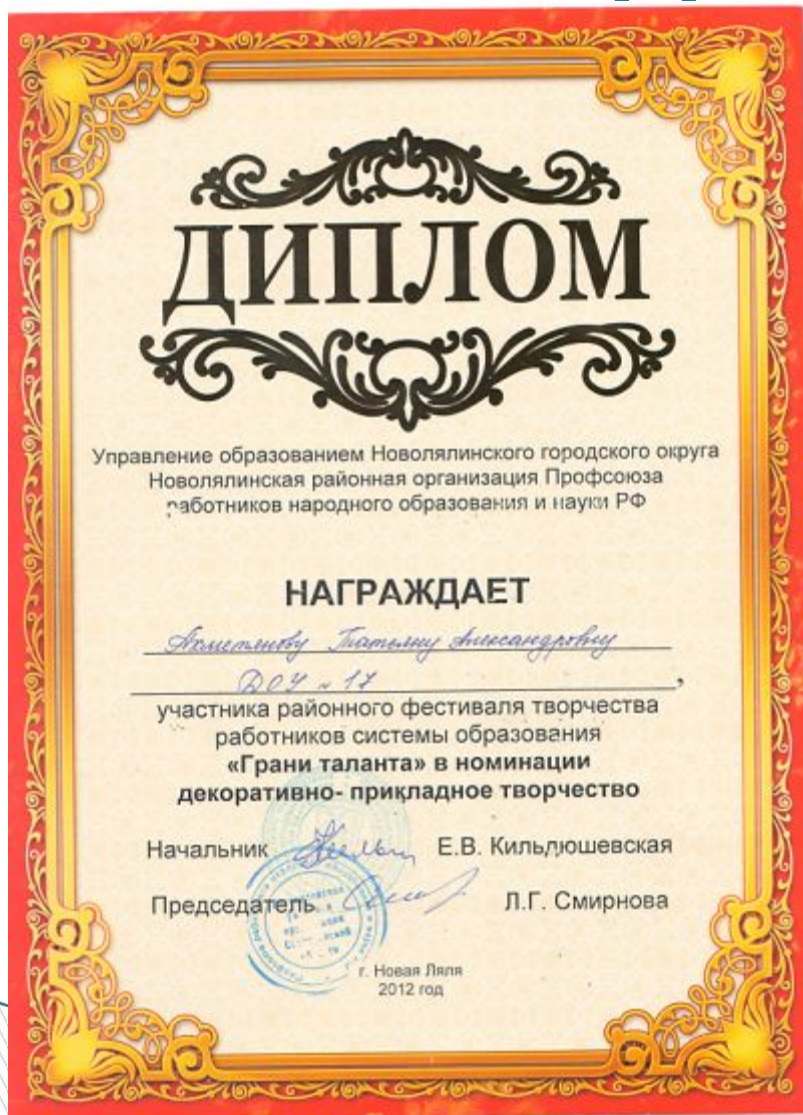 ДИПЛОМ
Управление образованием Новолялинского городского округа
Новолялинская районная организация Профсоюза
работников народного образования и науки РФ
НАГРАЖДАЕТ
Ахметянову Татьяну Александровну
ДОУ № 17,
участника районного фестиваля творчества
работников системы образования
«Грани таланта» в номинации
декоративно- прикладное творчество
Начальник Е.В. Кильдюшевская
Председатель Л.Г. Смирнова
г. Новая Ляля
2012 год